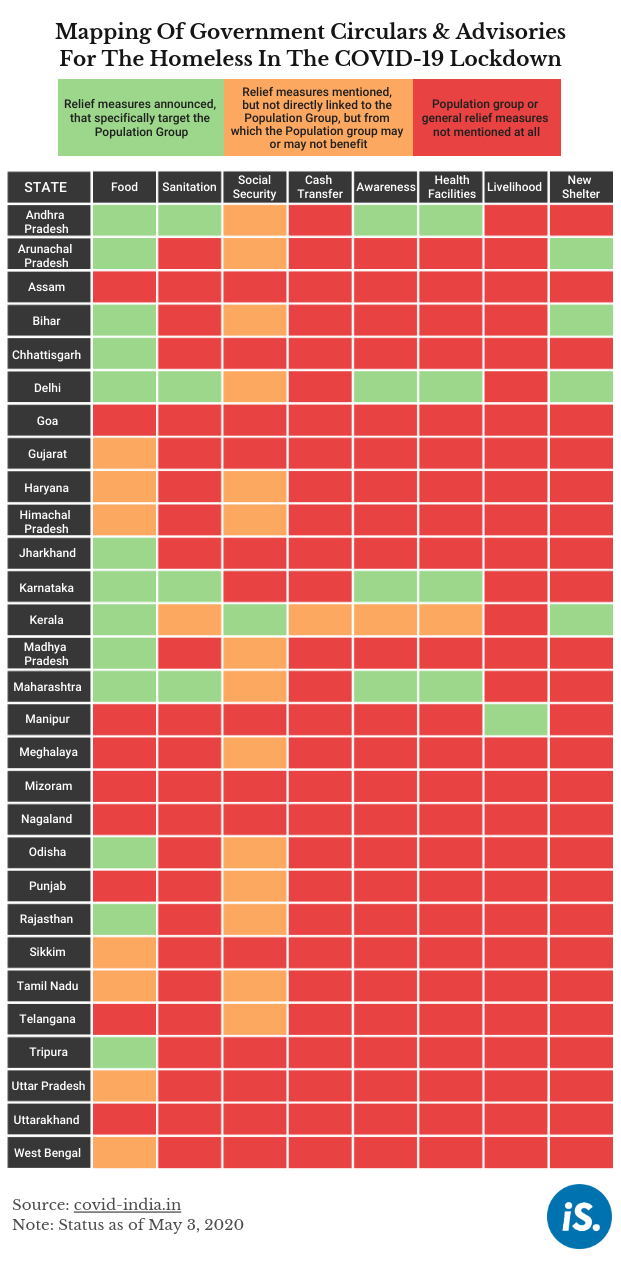 Mapping Of Government Circulars & Advisories
For The Homeless In The COVID-19 Lockdown
Relief measures announced,
that specifically target the
Population Group
Relief measures mentioned,
but not directly linked to the
Population Group, but from
which the Population group may
or may not benefit
Population group or
general relief measures
not mentioned at all
STATE Food Sanitation Social Security Cash Transfer Awareness Health Facilities Livelihood New Shelter
Andhra
Pradesh
Arunachal
Pradesh
Assam
Bihar
Chhattisgarh
Delhi
Goa
Gujarat
Haryana
Himachal
Pradesh
Jharkhand
Karnataka
Kerala
Madhya
Pradesh
Maharashtra
Manipur
Meghalaya
Mizoram
Nagaland
Odisha
Punjab
Rajasthan
Sikkim
Tamil Nadu
Telangana
Tripura
Uttar Pradesh
Uttarakhand
West Bengal
Source: covid-india.in
Note: Status as of May 3, 2020
iS.